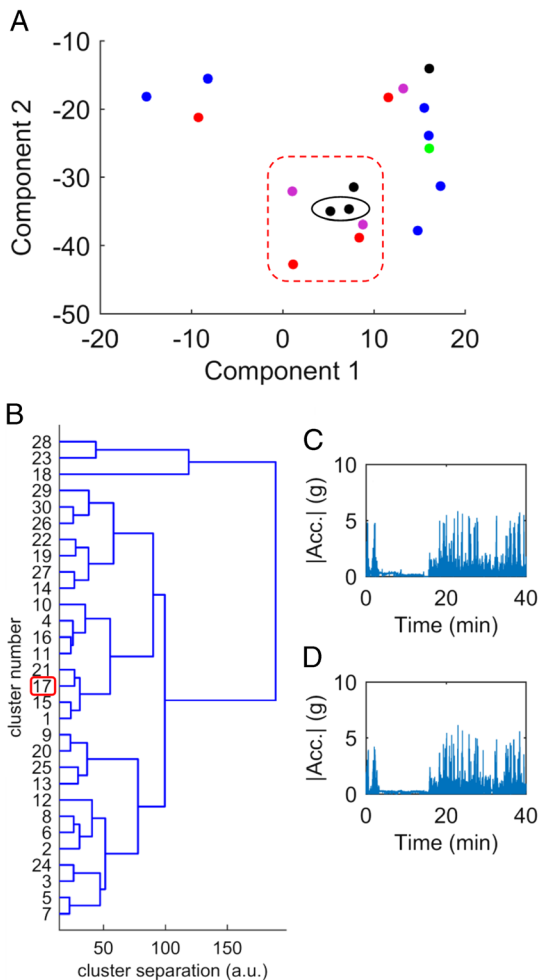 A
-10
-20
-30
-40
-50
Component 2
-20 -10 0 10 20
Component 1
B
28
23
18
29
30
26
22
19
27
14
10
4
16
11
21
17
15
1
9
20
25
13
12
8
6
2
24
3
5
7
cluster number
50 100 150
cluster separation (a.u.)
C
10
5
0
|Acc.| (g)
0 20 40
Time (min)
D
10
5
0
|Acc.| (g)
0 20 40
Time (min)